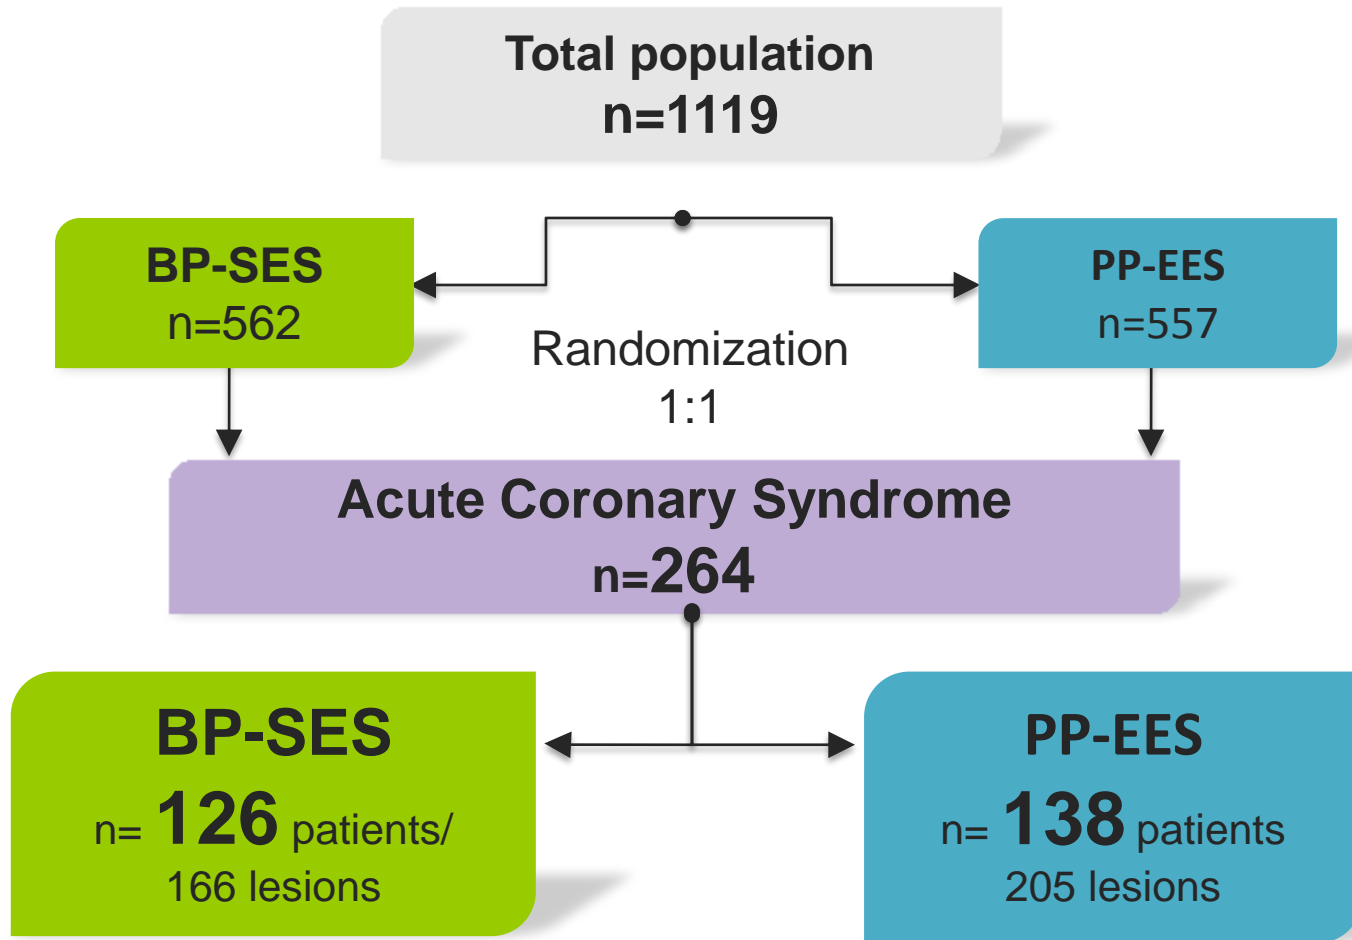 Total population
n=1119
BP-SES
n=562
PP-EES
n=557
Randomization
1:1
Acute Coronary Syndrome
n=264
BP-SES
n= 126 patients/
166 lesions
PP-EES
n= 138 patients
205 lesions